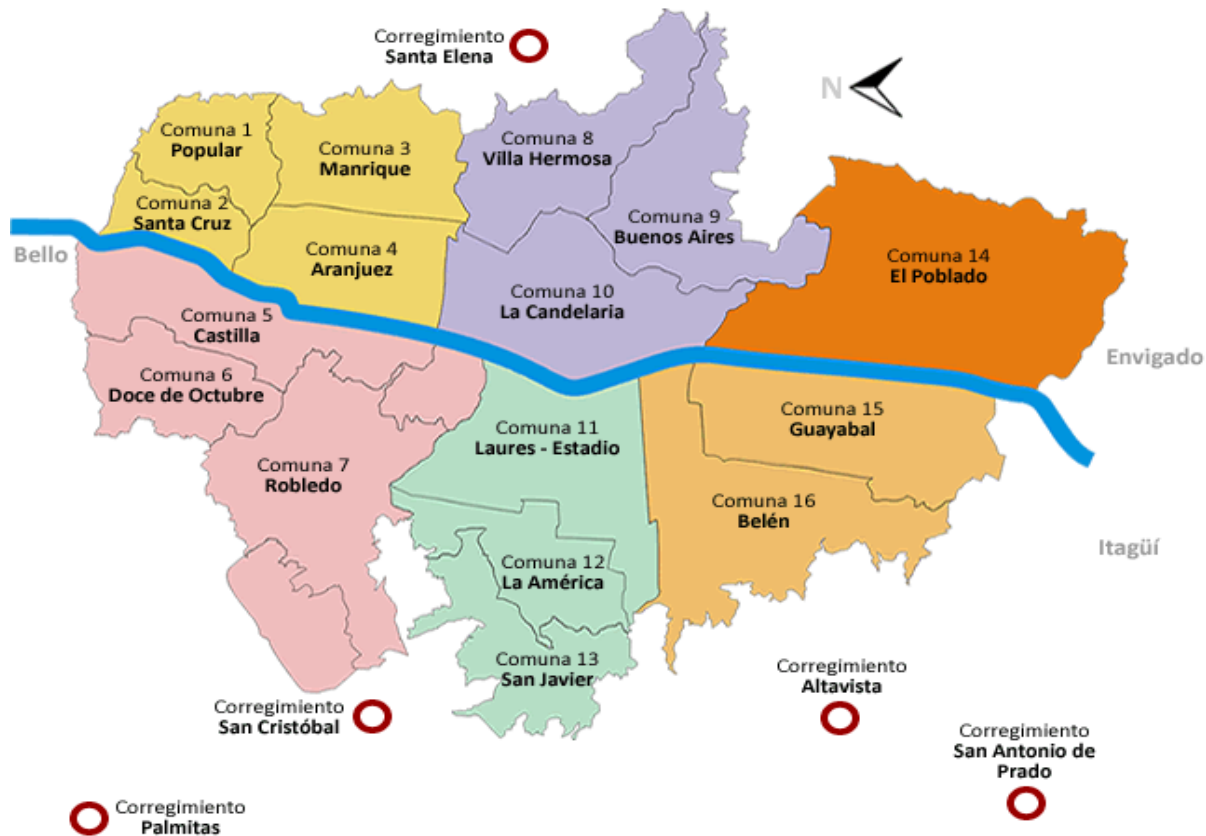 Corregimiento
Santa Elena
N
Comuna 1
Popular
Comuna 3
Manrique
Comuna 8
Villa Hermosa
Comuna 2
Santa Cruz
Comuna 9
Buenos Aires
Bello
Comuna 4
Aranjuez
Comuna 14
El Poblado
Comuna 10
La Candelaria
Comuna 5
Castilla
Envigado
Comuna 6
Doce de Octubre
Comuna 15
Guayabal
Comuna 11
Laures - Estadio
Comuna 7
Robledo
Comuna 16
Belén
Itagüí
Comuna 12
La América
Comuna 13
San Javier
Corregimiento
Altavista
Corregimiento
San Cristóbal
Corregimiento
San Antonio de
Prado
Corregimiento
Palmitas